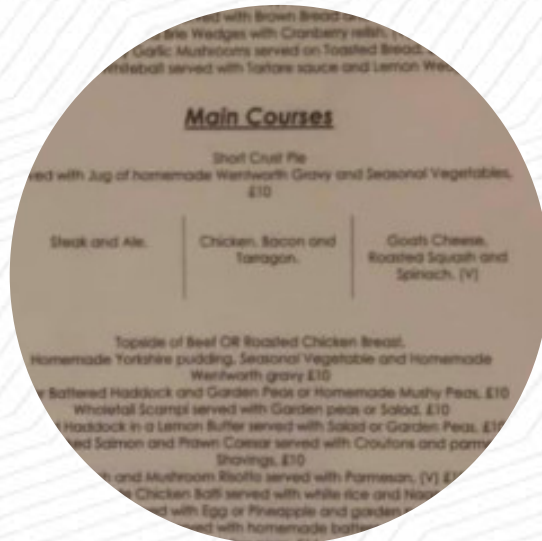 served with Brown Bread and
Brie Wedges with Cranberry relish,
Garlic Mushrooms served on Toasted Bread,
Whitebait served with Tartare sauce and Lemon
Main Courses
Short Crust Pie
with Jug of homemade Wentworth Gravy and Seasonal Vegetables,
£10
Steak and Ale.
Chicken, Bacon and
Tarragon.
Goats Cheese,
Roasted Squash and
Spinach. (V)
Topside of Beef OR Roasted Chicken Breast,
Homemade Yorkshire pudding, Seasonal Vegetable and Homemade
Wentworth gravy £10
Battered Haddock and Garden Peas or Homemade Mushy Peas, £10
Wholetail Scampi served with Garden peas or Salad, £10
Haddock in a Lemon Butter served with Salad or Garden Peas,
Salmon and Prawn Caesar served with Croutons and
Shavings, £10
and Mushroom Risotto served with Parmesan, (V)
Chicken Balti served with white rice and
with Egg or Pineapple and garden
with homemade